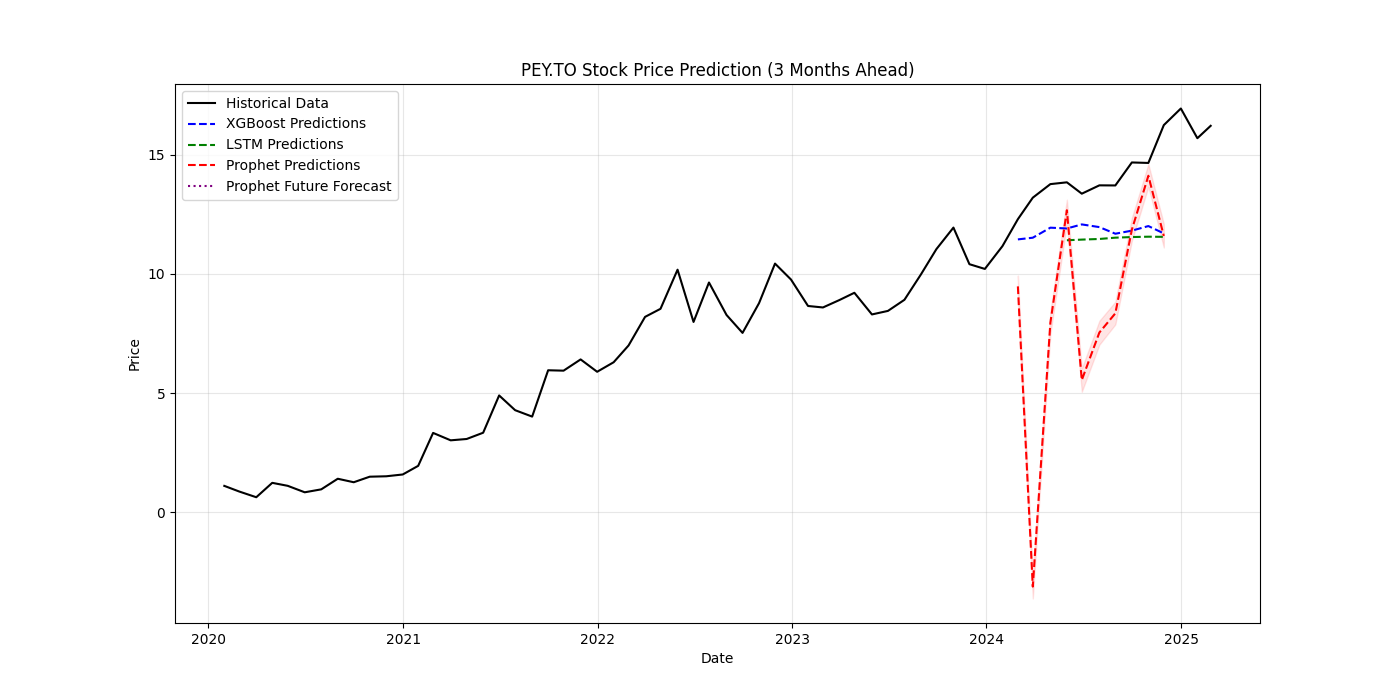 PEY.TO Stock Price Prediction (3 Months Ahead)
Historical Data
XGBoost Predictions
LSTM Predictions
Prophet Predictions
Prophet Future Forecast
15
10
5
0
Price
2020 2021 2022 2023 2024 2025
Date